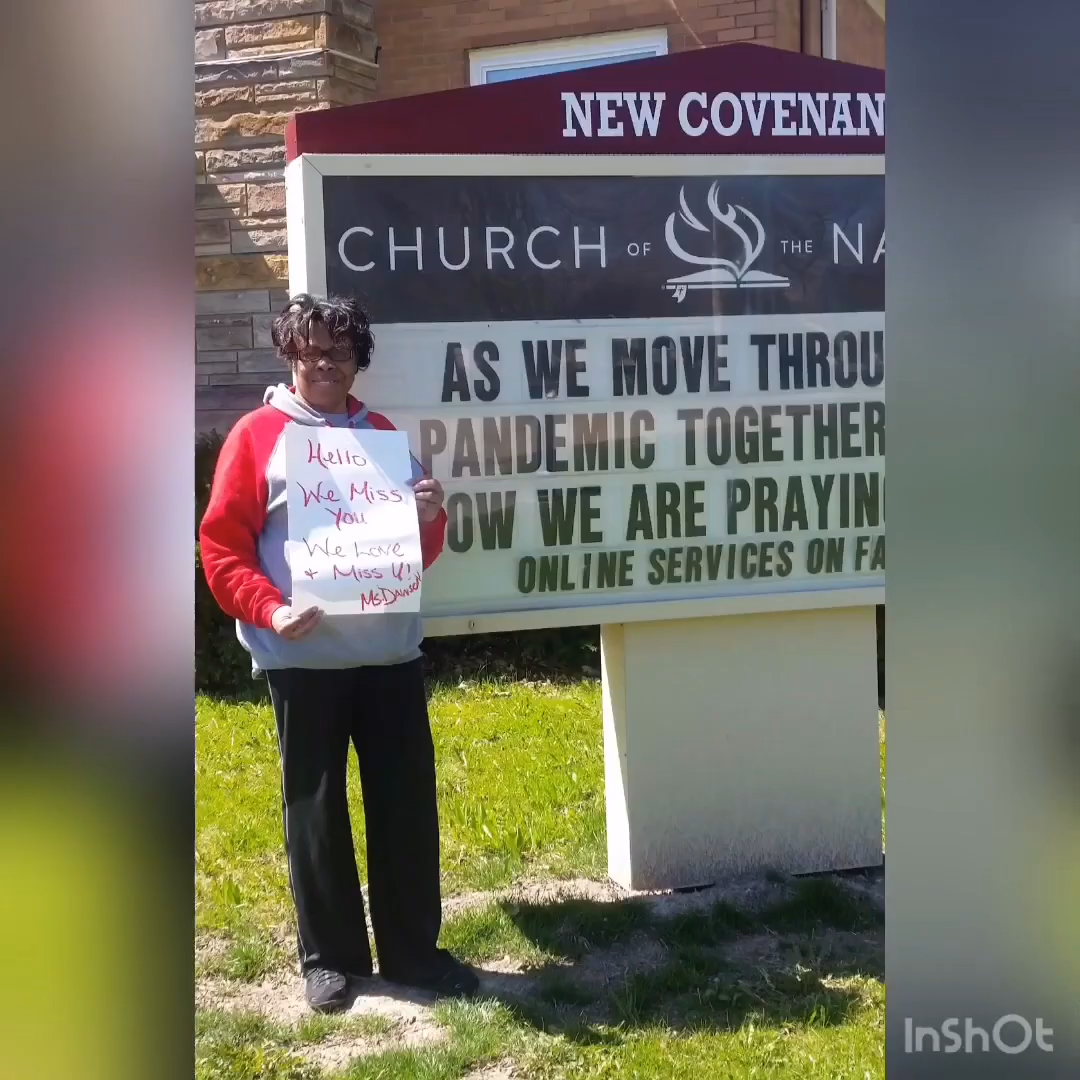 NEW COVENAN
CHURCH OF THE NA
AS WE MOVE THROU
PANDEMIC TOGETHER
OW WE ARE PRAYIN
ONLINE SERVICES ON FA
Hello
We Miss
You
We Love
+ Miss U!
InShOt